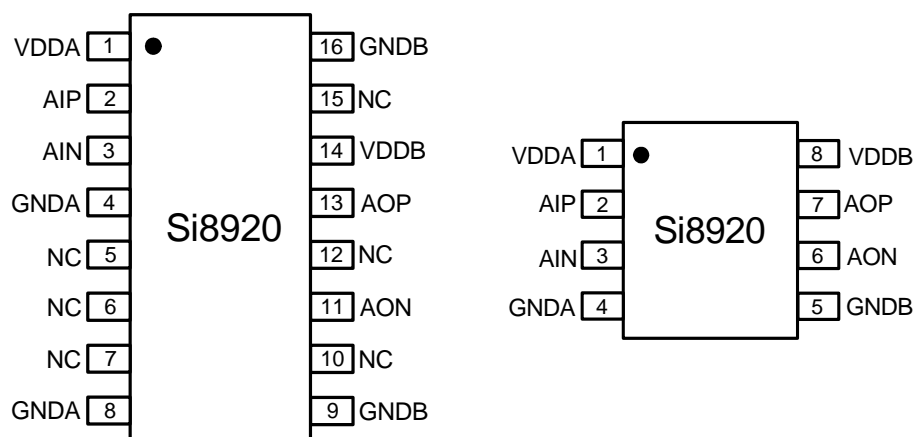 VDDA 1 16 GNDB
AIP 2 15 NC
AIN 3 14 VDDB
GNDA 4 13 AOP
Si8920
NC 5 12 NC
NC 6 11 AON
NC 7 10 NC
GNDA 8 9 GNDB
VDDA 1 8 VDDB
AIP 2 7 AOP
Si8920
AIN 3 6 AON
GNDA 4 5 GNDB